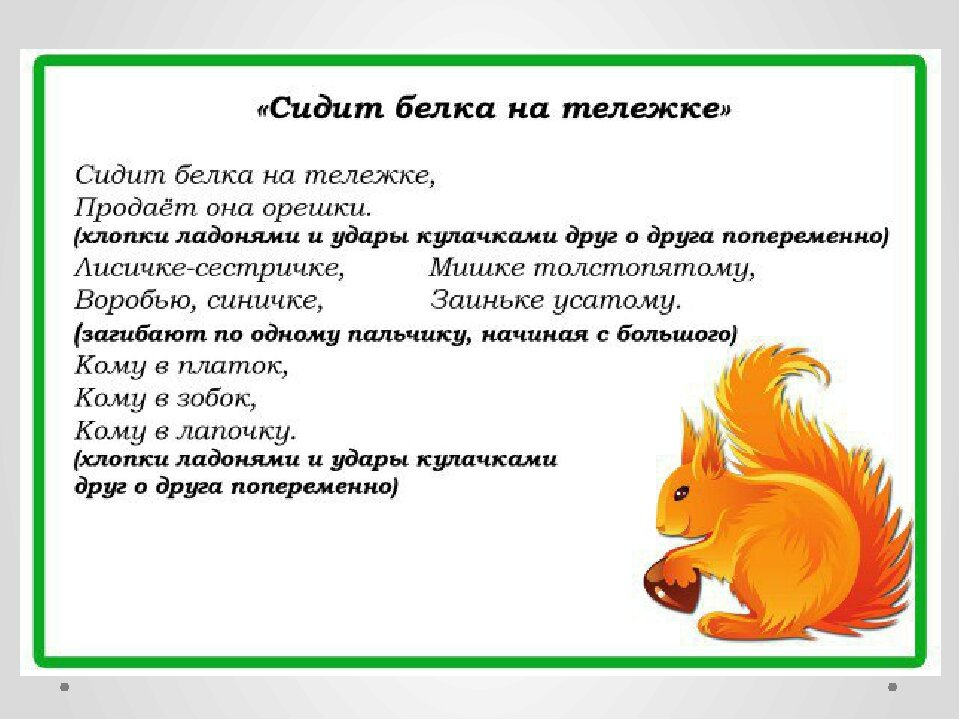 «Сидит белка на тележке»
Сидит белка на тележке,
Продаёт она орешки.
(хлопки ладонями и удары кулачками друг о друга попеременно)
Лисичке-сестричке, Мишке толстопятому,
Воробью, синичке, Заиньке усатому.
(загибают по одному пальчику, начиная с большого)
Кому в платок,
Кому в зобок,
Кому в лапочку.
(хлопки ладонями и удары кулачками
друг о друга попеременно)